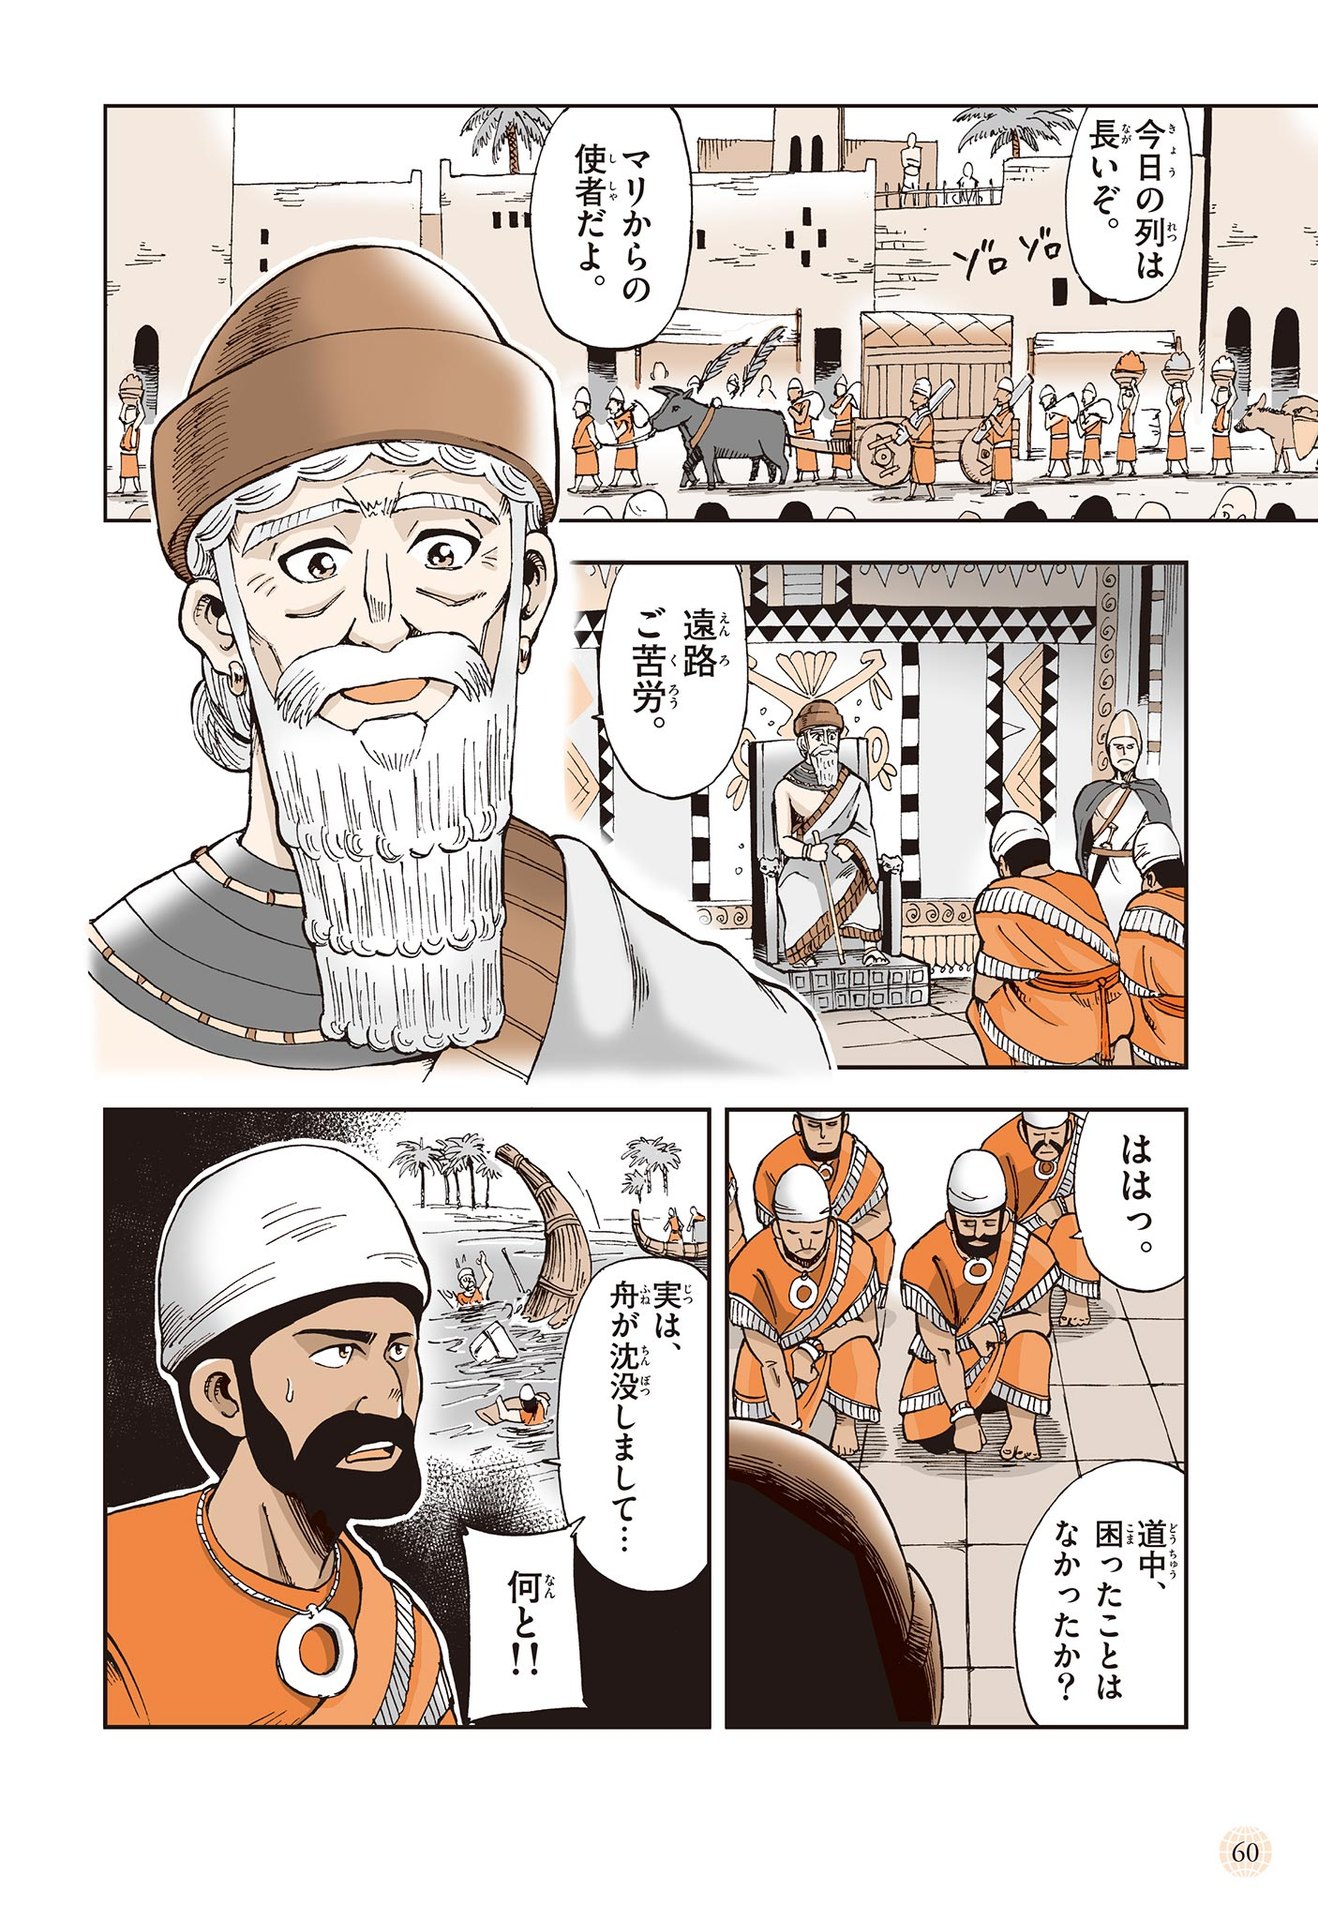 今日の列は
長いぞ。
ゾロ
ゾロ
マリからの
使者だよ。
遠路
ご苦労。
ははっ。
道中、
困ったことは
なかったか？
実は、
舟が沈没しまして…
何と!!
60